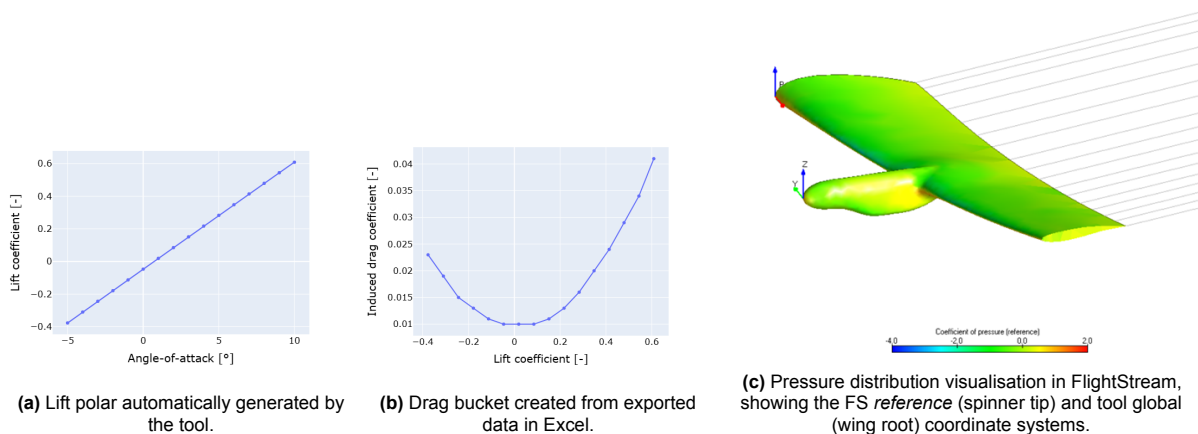 Lift coefficient [-]
0.6
0.4
0.2
0
−0.2
−0.4
−5
0
5
10
Angle-of-attack [°]
(a) Lift polar automatically generated by
the tool.
Induced drag coefficient [-]
0.04
0.035
0.03
0.025
0.02
0.015
0.01
−0.4
−0.2
0
0.2
0.4
0.6
Lift coefficient [-]
(b) Drag bucket created from exported
data in Excel.
Z
Y
Coefficient of pressure (reference)
-4,0
-2,0
0,0
2,0
(c) Pressure distribution visualisation in FlightStream,
showing the FS reference (spinner tip) and tool global
(wing root) coordinate systems.